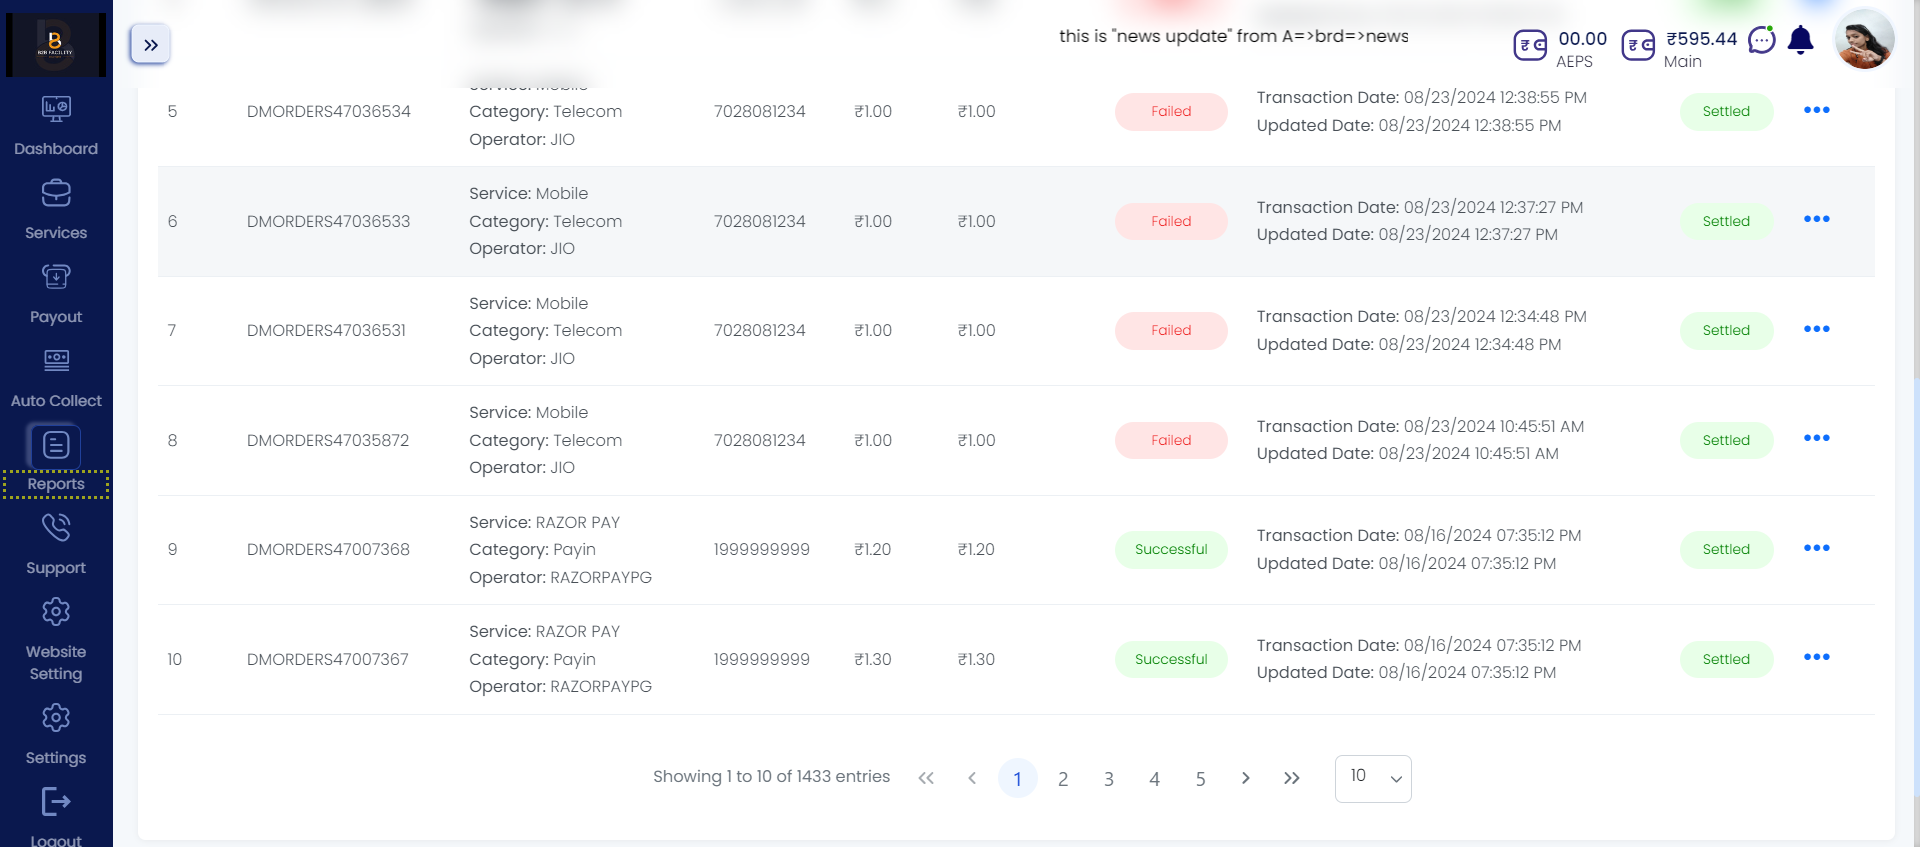 B2B FACILITY
this is "news update" from A=>brd=>news
00.00
AEPS
₹595.44
Main
Dashboard
Services
Payout
Auto Collect
Reports
Support
Website
Setting
Settings
Logout
Service: Mobile
5 DMORDERS47036534 Category: Telecom 7028081234 ₹1.00 ₹1.00 Failed Transaction Date: 08/23/2024 12:38:55 PM Settled
Updated Date: 08/23/2024 12:38:55 PM
Operator: JIO
Service: Mobile
6 DMORDERS47036533 Category: Telecom 7028081234 ₹1.00 ₹1.00 Failed Transaction Date: 08/23/2024 12:37:27 PM Settled
Updated Date: 08/23/2024 12:37:27 PM
Operator: JIO
Service: Mobile
7 DMORDERS47036531 Category: Telecom 7028081234 ₹1.00 ₹1.00 Failed Transaction Date: 08/23/2024 12:34:48 PM Settled
Updated Date: 08/23/2024 12:34:48 PM
Operator: JIO
Service: Mobile
8 DMORDERS47035872 Category: Telecom 7028081234 ₹1.00 ₹1.00 Failed Transaction Date: 08/23/2024 10:45:51 AM Settled
Updated Date: 08/23/2024 10:45:51 AM
Operator: JIO
Service: RAZOR PAY
9 DMORDERS47007368 Category: Payin 1999999999 ₹1.20 ₹1.20 Successful Transaction Date: 08/16/2024 07:35:12 PM Settled
Updated Date: 08/16/2024 07:35:12 PM
Operator: RAZORPAYPG
Service: RAZOR PAY
10 DMORDERS47007367 Category: Payin 1999999999 ₹1.30 ₹1.30 Successful Transaction Date: 08/16/2024 07:35:12 PM Settled
Updated Date: 08/16/2024 07:35:12 PM
Operator: RAZORPAYPG
Showing 1 to 10 of 1433 entries « ‹ 1 2 3 4 5 › » 10